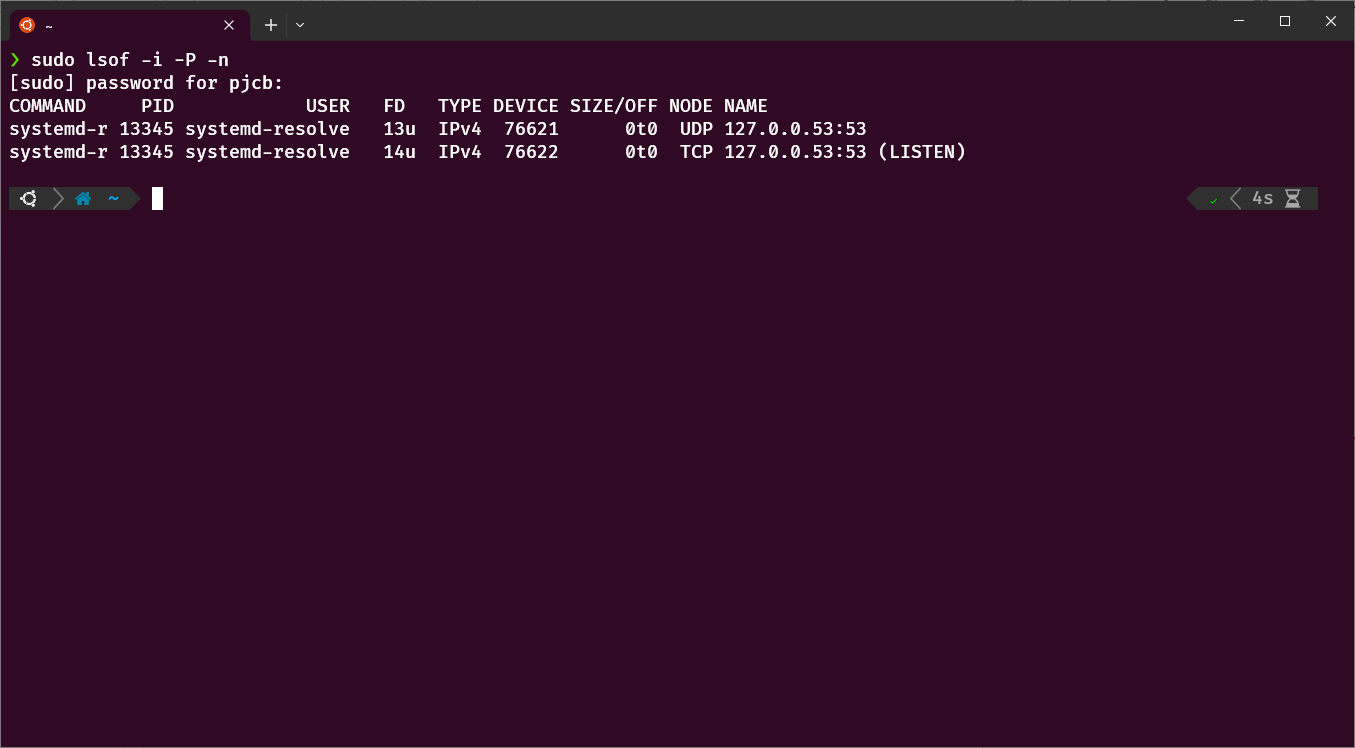 ~
❯ sudo lsof -i -P -n
[sudo] password for pjcb:
COMMAND     PID            USER   FD   TYPE DEVICE SIZE/OFF NODE NAME
systemd-r 13345 systemd-resolve   13u  IPv4  76621      0t0  UDP 127.0.0.53:53
systemd-r 13345 systemd-resolve   14u  IPv4  76622      0t0  TCP 127.0.0.53:53 (LISTEN)
~ 4s